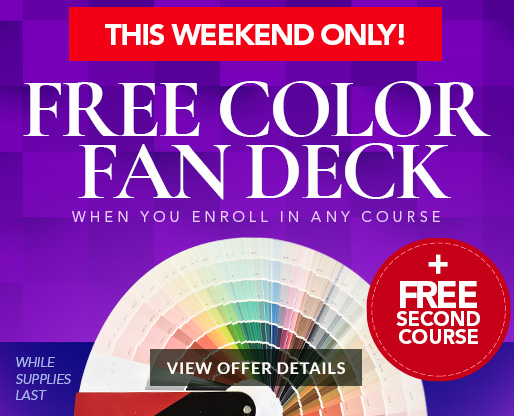 THIS WEEKEND ONLY!
FREE COLOR
FAN DECK
WHEN YOU ENROLL IN ANY COURSE
+
FREE
SECOND
COURSE
WHILE
SUPPLIES
LAST
VIEW OFFER DETAILS